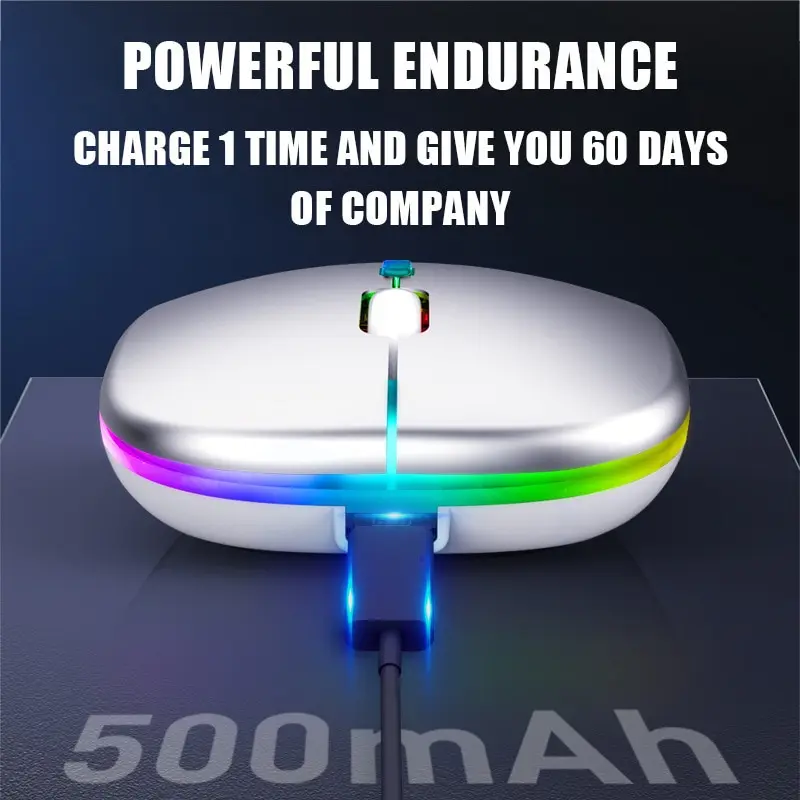 POWERFUL ENDURANCE
CHARGE 1 TIME AND GIVE YOU 60 DAYS
OF COMPANY
500mAh